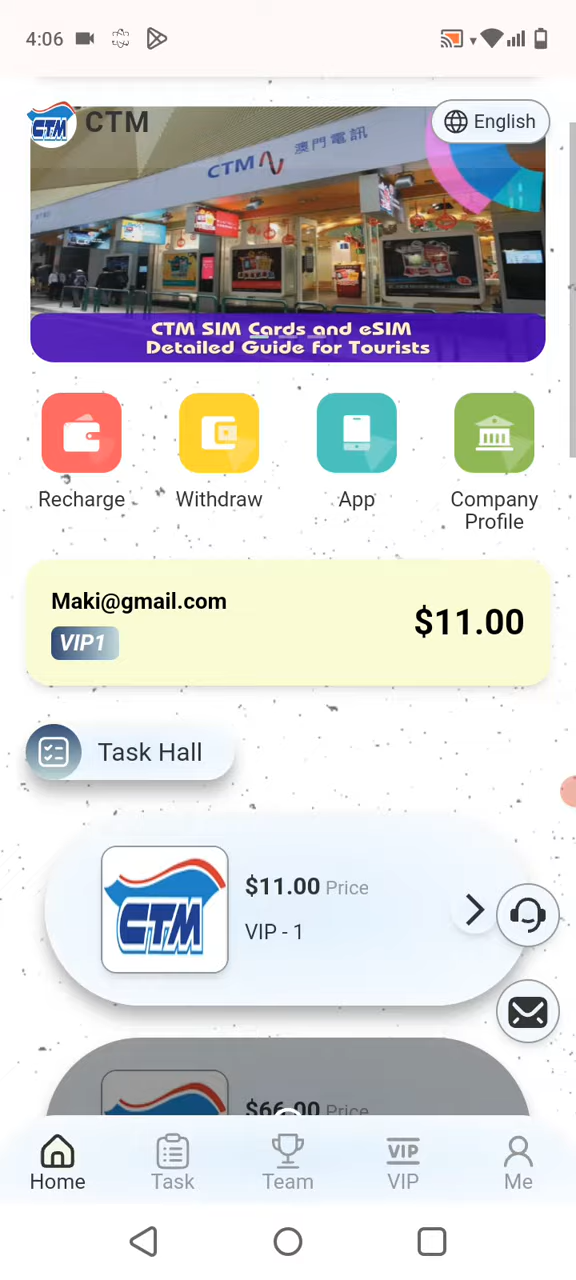 4:06
CTM
English
CTM
澳門電訊
CTM SIM Cards and eSIM
Detailed Guide for Tourists
Recharge
Withdraw
App
Company
Profile
Maki@gmail.com
VIP1
$11.00
Task Hall
CTM
$11.00 Price
VIP - 1
$66.00 Price
VIP
Home
Task
Team
VIP
Me